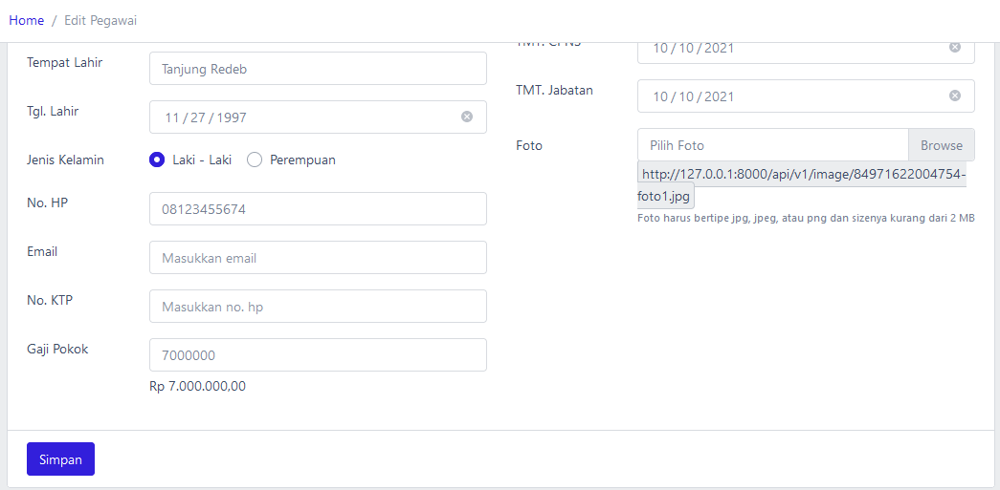 Home / Edit Pegawai
Tempat Lahir
Tanjung Redeb
Tgl. Lahir
11 / 27 / 1997
Jenis Kelamin
Laki - Laki
Perempuan
No. HP
08123455674
Email
Masukkan email
No. KTP
Masukkan no. hp
Gaji Pokok
7000000
Rp 7.000.000,00
TMT. CPNS
10 / 10 / 2021
TMT. Jabatan
10 / 10 / 2021
Foto
Pilih Foto
Browse
http://127.0.0.1:8000/api/v1/image/84971622004754-
foto1.jpg
Foto harus bertipe jpg, jpeg, atau png dan sizenya kurang dari 2 MB
Simpan